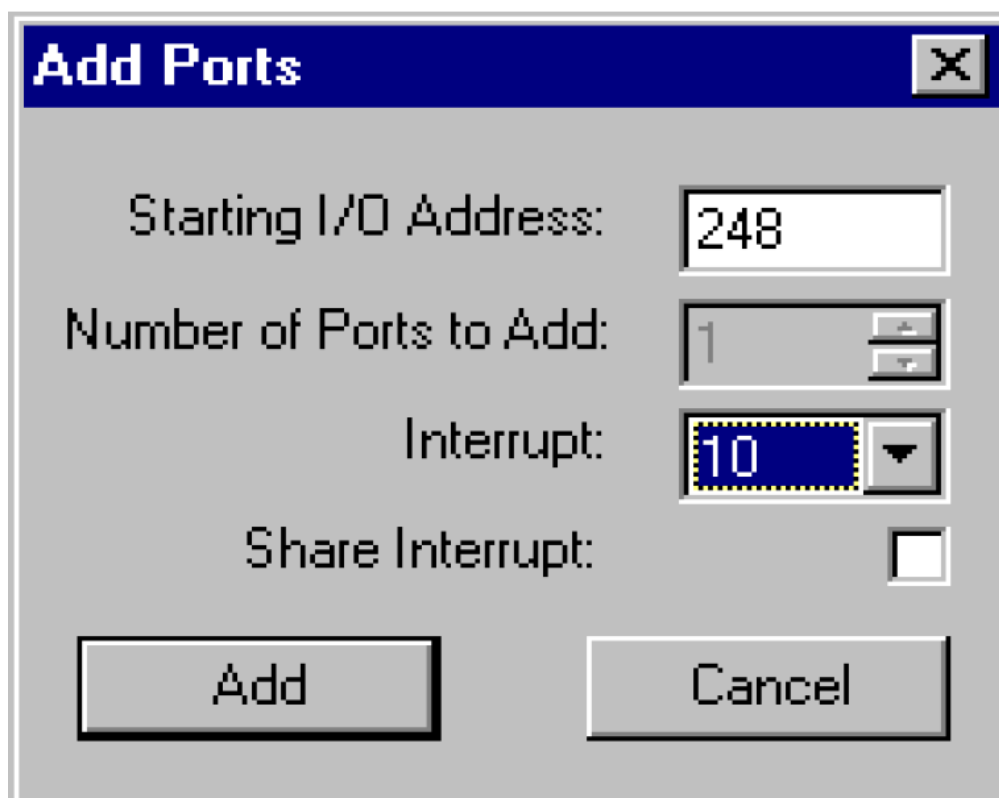 Add Ports
Starting I/O Address: 248
Number of Ports to Add: 1
Interrupt: 10
Share Interrupt:
Add Cancel